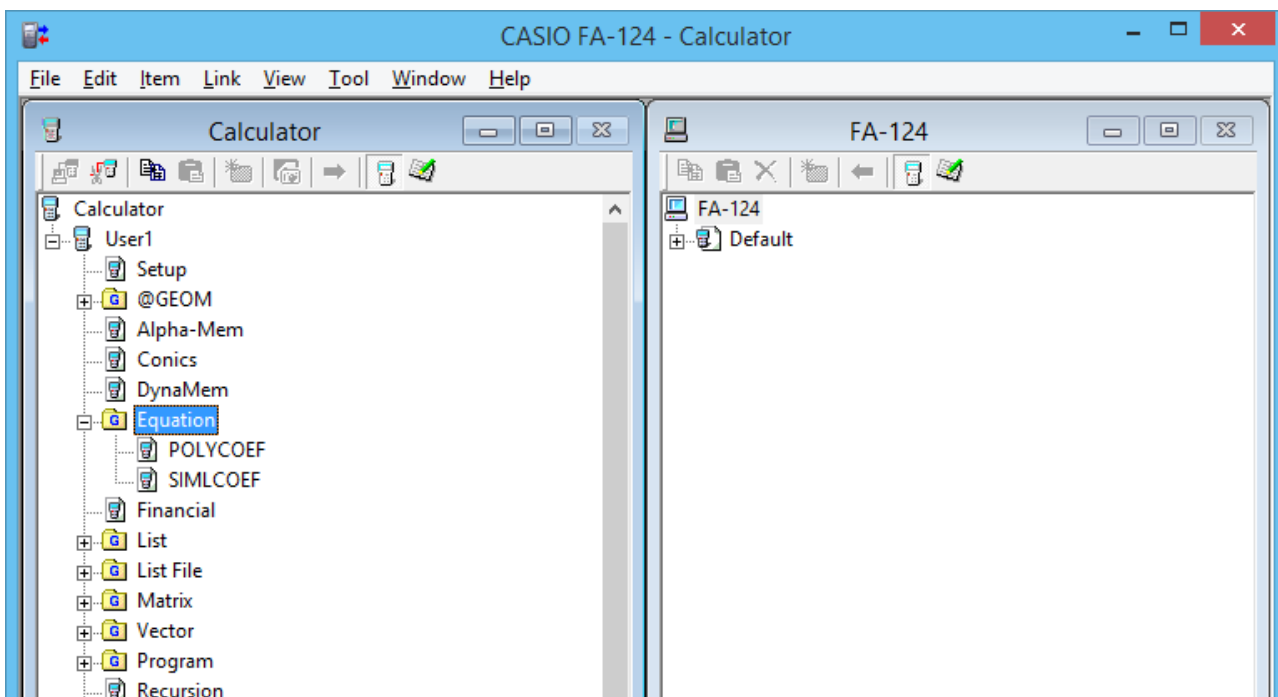 CASIO FA-124 - Calculator
File Edit Item Link View Tool Window Help
Calculator
Calculator
User1
Setup
G @GEOM
Alpha-Mem
Conics
DynaMem
G Equation
POLYCOEF
SIMLCOEF
Financial
G List
G List File
G Matrix
G Vector
G Program
Recursion
FA-124
FA-124
Default